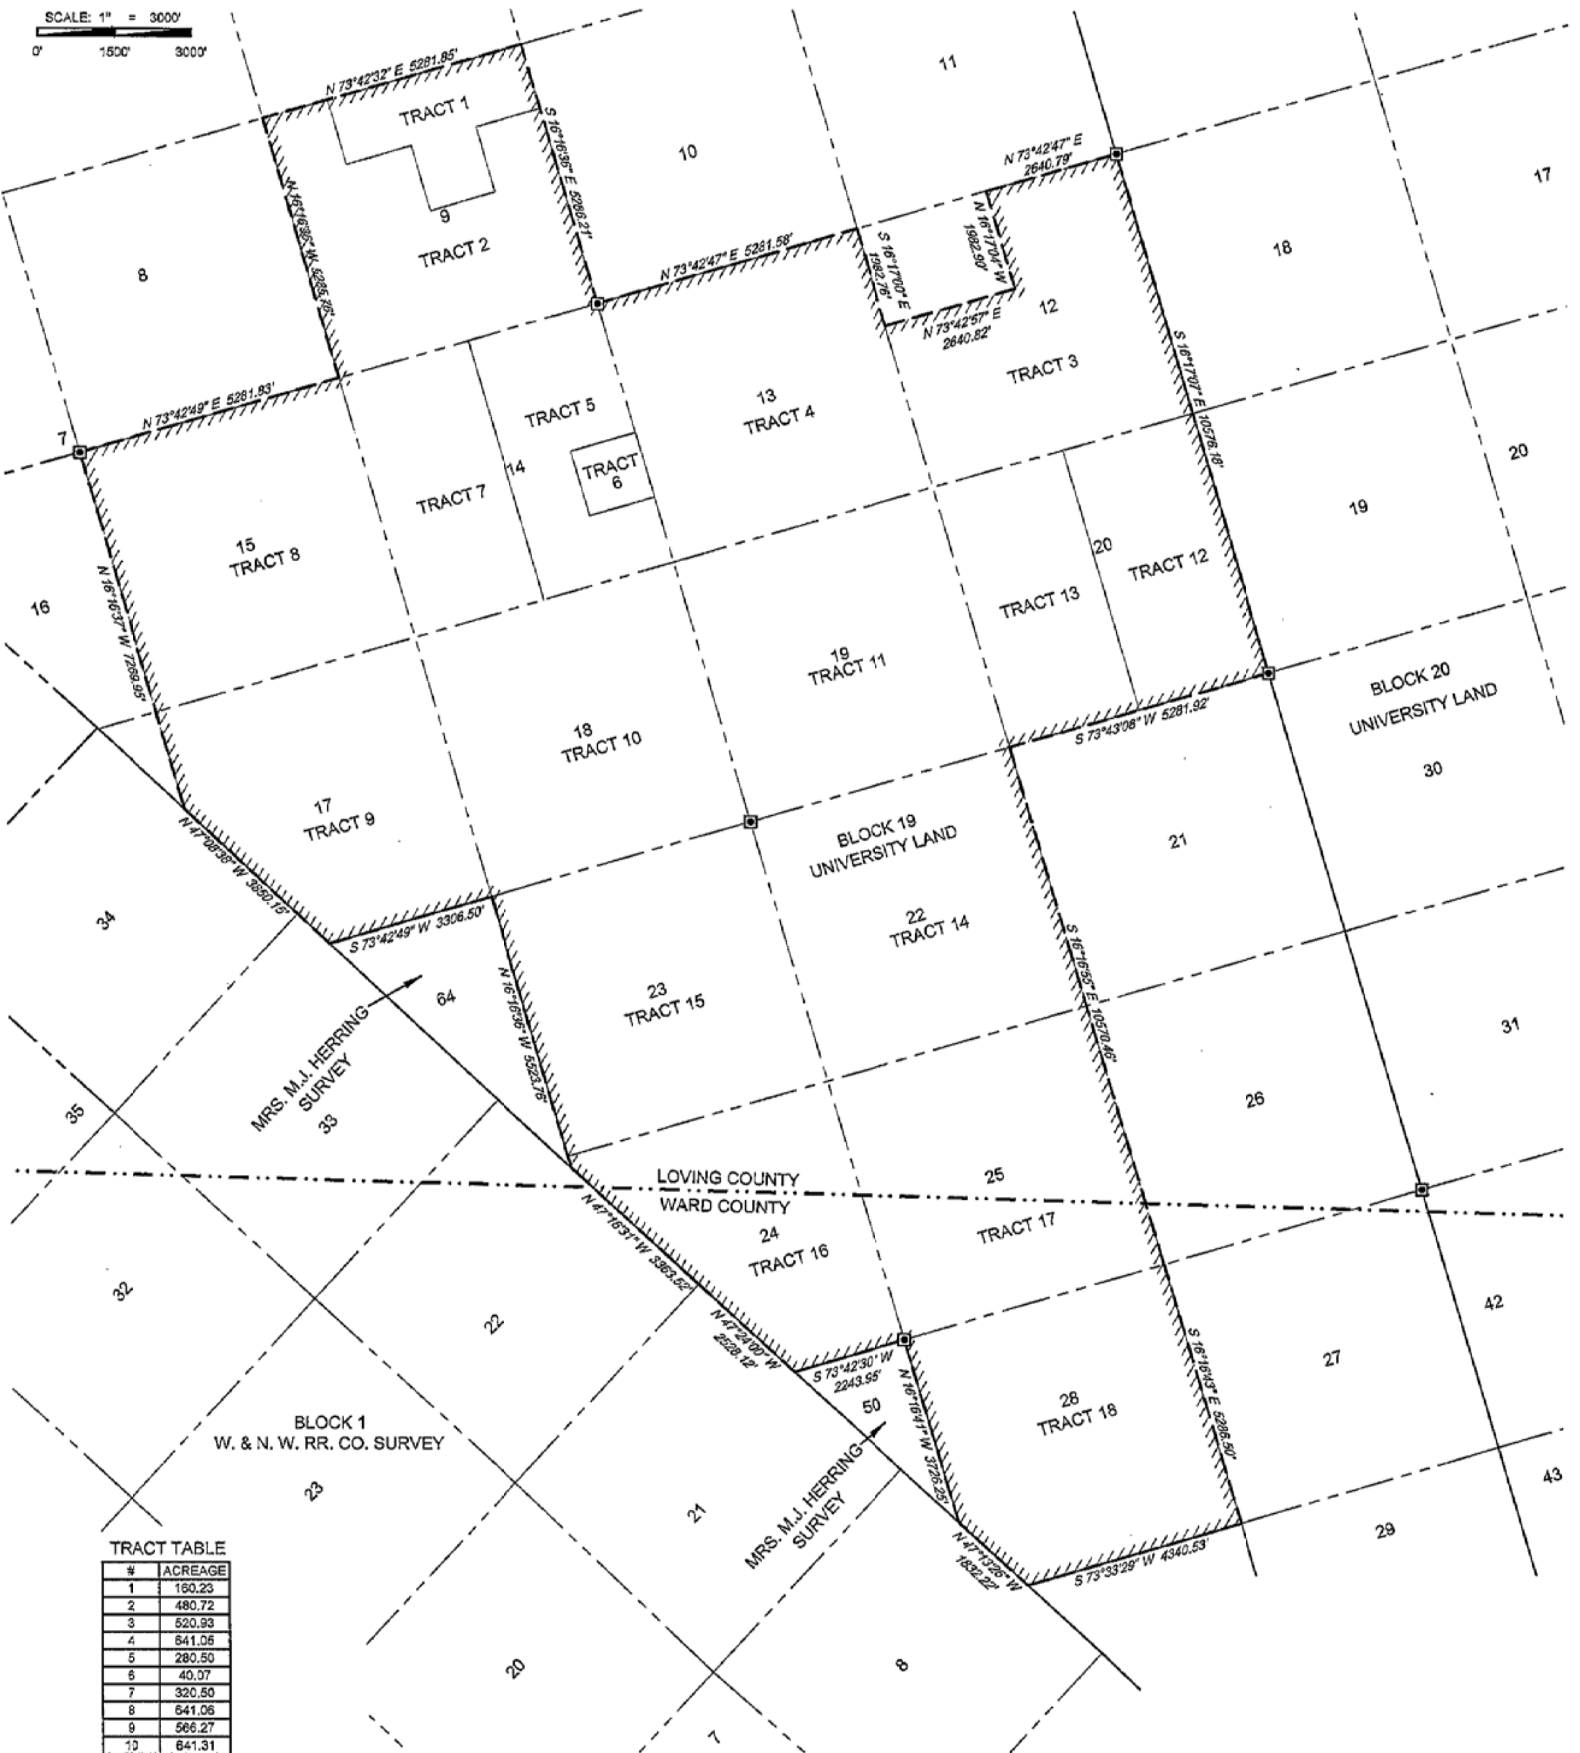 SCALE: 1" = 3000'
0' 1500' 3000'
N 73°42'32" E 5281.85'
TRACT 1
11
S 16°16'36" E 5286.21'
10
N 73°42'47" E
2640.79'
17
N 16°16'36" W 5285.76'
9
TRACT 2
8
N 73°42'47" E 5281.58'
S 16°17'00" E
1982.76'
N 16°17'04" W
1982.90'
18
12
N 73°42'57" E
2640.82'
TRACT 3
S 16°17'07" E 10576.18'
N 73°42'49" E 5281.83'
7
TRACT 5
13
TRACT 4
14
TRACT
6
TRACT 7
20
19
15
TRACT 8
20
TRACT 12
TRACT 13
16
N 16°16'37" W 7269.95'
19
TRACT 11
BLOCK 20
UNIVERSITY LAND
S 73°43'08" W 5281.92'
18
TRACT 10
30
17
TRACT 9
BLOCK 19
UNIVERSITY LAND
21
N 47°08'38" W 3650.15'
34
S 73°42'49" W 3306.50'
22
TRACT 14
S 16°16'55" E 10570.46'
64
23
TRACT 15
N 16°16'36" W 5523.76'
31
MRS. M.J. HERRING
SURVEY
33
35
26
LOVING COUNTY
WARD COUNTY
25
TRACT 17
24
TRACT 16
N 47°16'31" W 3363.52'
32
22
N 47°24'00" W
2528.12'
42
27
S 73°42'30" W
2243.95'
50
N 16°16'41" W 3726.25'
28
TRACT 18
S 16°16'43" E 5286.50'
BLOCK 1
W. & N. W. RR. CO. SURVEY
23
21
MRS. M.J. HERRING
SURVEY
43
29
N 47°13'26" W
1832.22'
S 73°33'29" W 4340.53'
20
8
7
TRACT TABLE
# ACREAGE
1 160.23
2 480.72
3 520.93
4 641.05
5 280.50
6 40.07
7 320.50
8 641.06
9 566.27
10 641.31